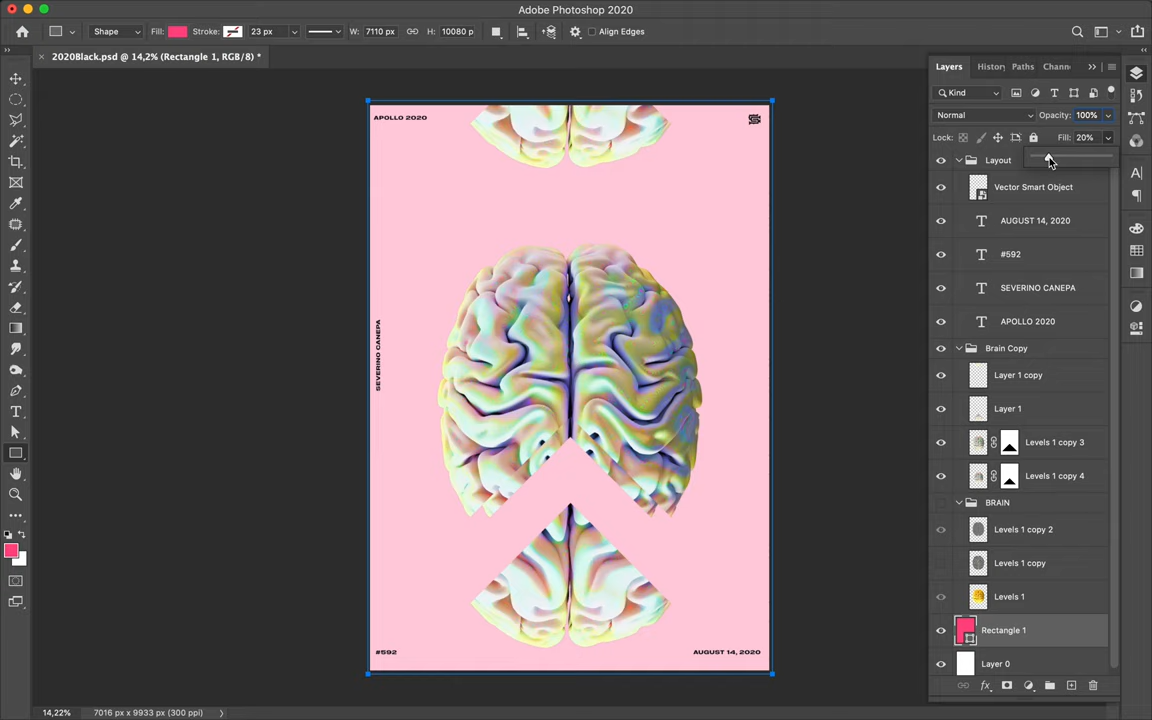 Adobe Photoshop 2020
Shape Fill: Stroke: 23 px W: 7110 px H: 10080 p Align Edges
2020Black.psd @ 14,2% (Rectangle 1, RGB/8) *
Layers History Paths Chann
Kind
Normal Opacity: 100%
Lock: Fill: 20%
Layout
Vector Smart Object
AUGUST 14, 2020
#592
SEVERINO CANEPA
APOLLO 2020
Brain Copy
Layer 1 copy
Layer 1
Levels 1 copy 3
Levels 1 copy 4
BRAIN
Levels 1 copy 2
Levels 1 copy
Levels 1
Rectangle 1
Layer 0
fx
APOLLO 2020
SEVERINO CANEPA
#592 AUGUST 14, 2020
14,22% 7016 px x 9933 px (300 ppi)